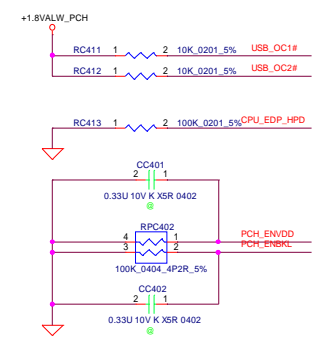 +1.8VALW_PCH
RC411 1 2 10K_0201_5% USB_OC1#
RC412 1 2 10K_0201_5% USB_OC2#
RC413 1 2 100K_0201_5% CPU_EDP_HPD
CC401
2 1
0.33U 10V K X5R 0402
@
RPC402
4 1 PCH_ENVDD
3 2 PCH_ENBKL
100K_0404_4P2R_5%
CC402
2 1
0.33U 10V K X5R 0402
@